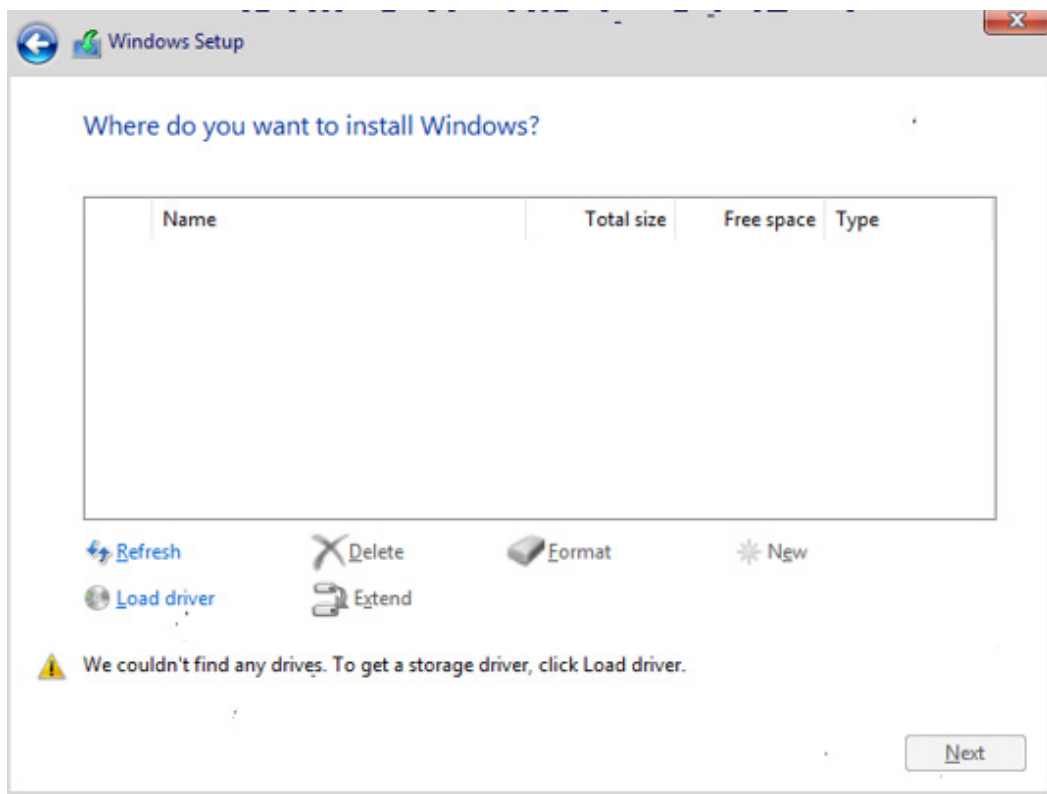 Windows Setup
Where do you want to install Windows?
Name Total size Free space Type
Refresh Delete Format New
Load driver Extend
We couldn't find any drives. To get a storage driver, click Load driver.
Next